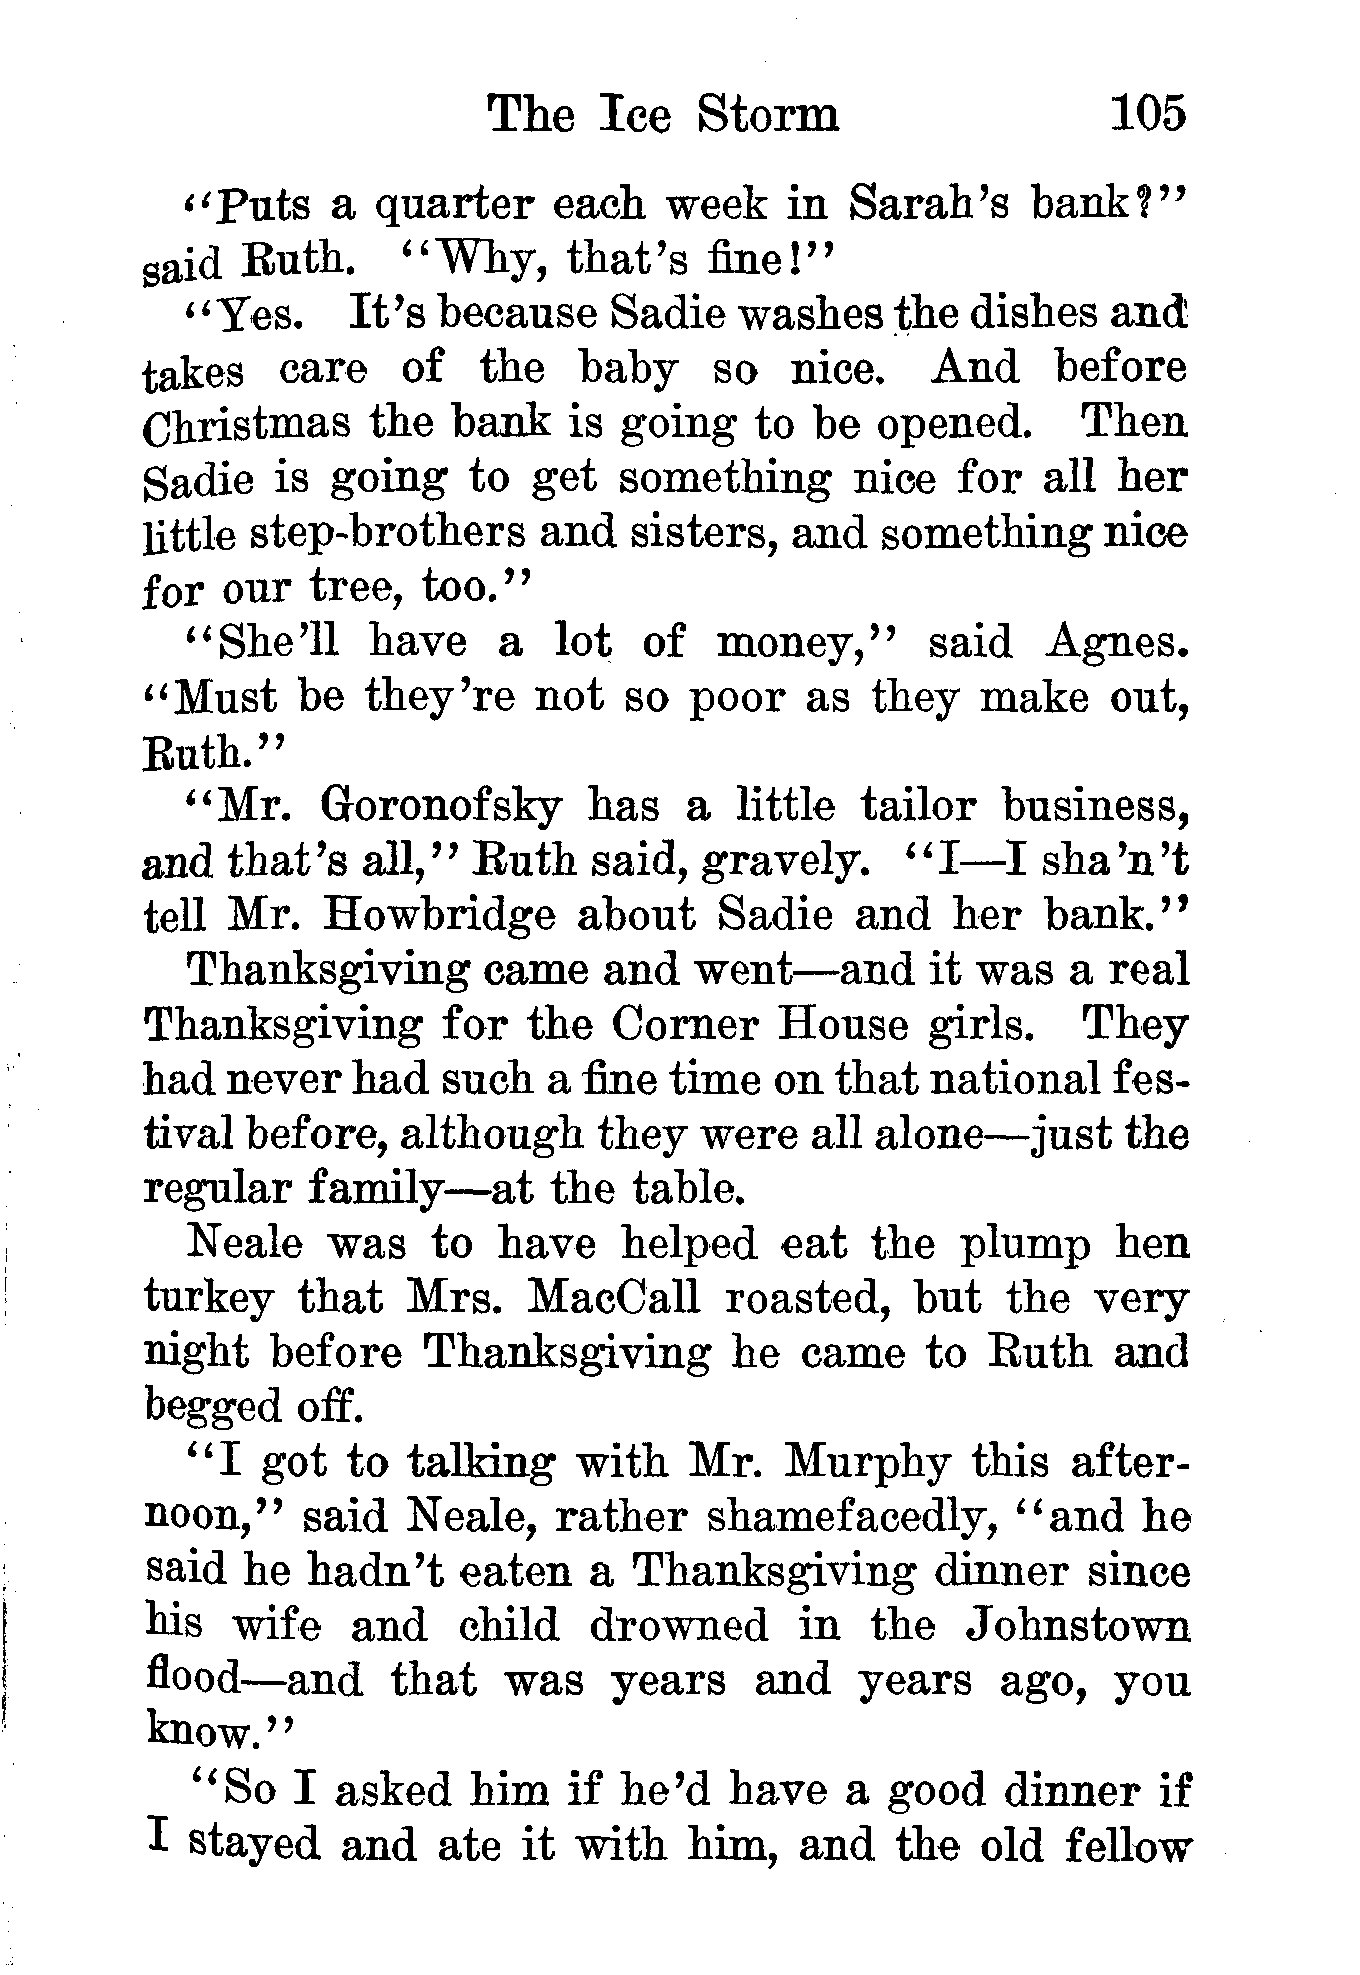 The Ice Storm 105
"Puts a quarter each week in Sarah's bank?"
said Ruth. "Why, that's fine!"
"Yes. It's because Sadie washes the dishes and
takes care of the baby so nice. And before
Christmas the bank is going to be opened. Then
Sadie is going to get something nice for all her
little step-brothers and sisters, and something nice
for our tree, too."
"She'll have a lot of money," said Agnes.
"Must be they're not so poor as they make out,
Ruth."
"Mr. Goronofsky has a little tailor business,
and that's all," Ruth said, gravely. "I—I sha'n't
tell Mr. Howbridge about Sadie and her bank."
Thanksgiving came and went—and it was a real
Thanksgiving for the Corner House girls. They
had never had such a fine time on that national fes-
tival before, although they were all alone—just the
regular family—at the table.
Neale was to have helped eat the plump hen
turkey that Mrs. MacCall roasted, but the very
night before Thanksgiving he came to Ruth and
begged off.
"I got to talking with Mr. Murphy this after-
noon," said Neale, rather shamefacedly, "and he
said he hadn't eaten a Thanksgiving dinner since
his wife and child drowned in the Johnstown
flood—and that was years and years ago, you
know."
"So I asked him if he'd have a good dinner if
I stayed and ate it with him, and the old fellow